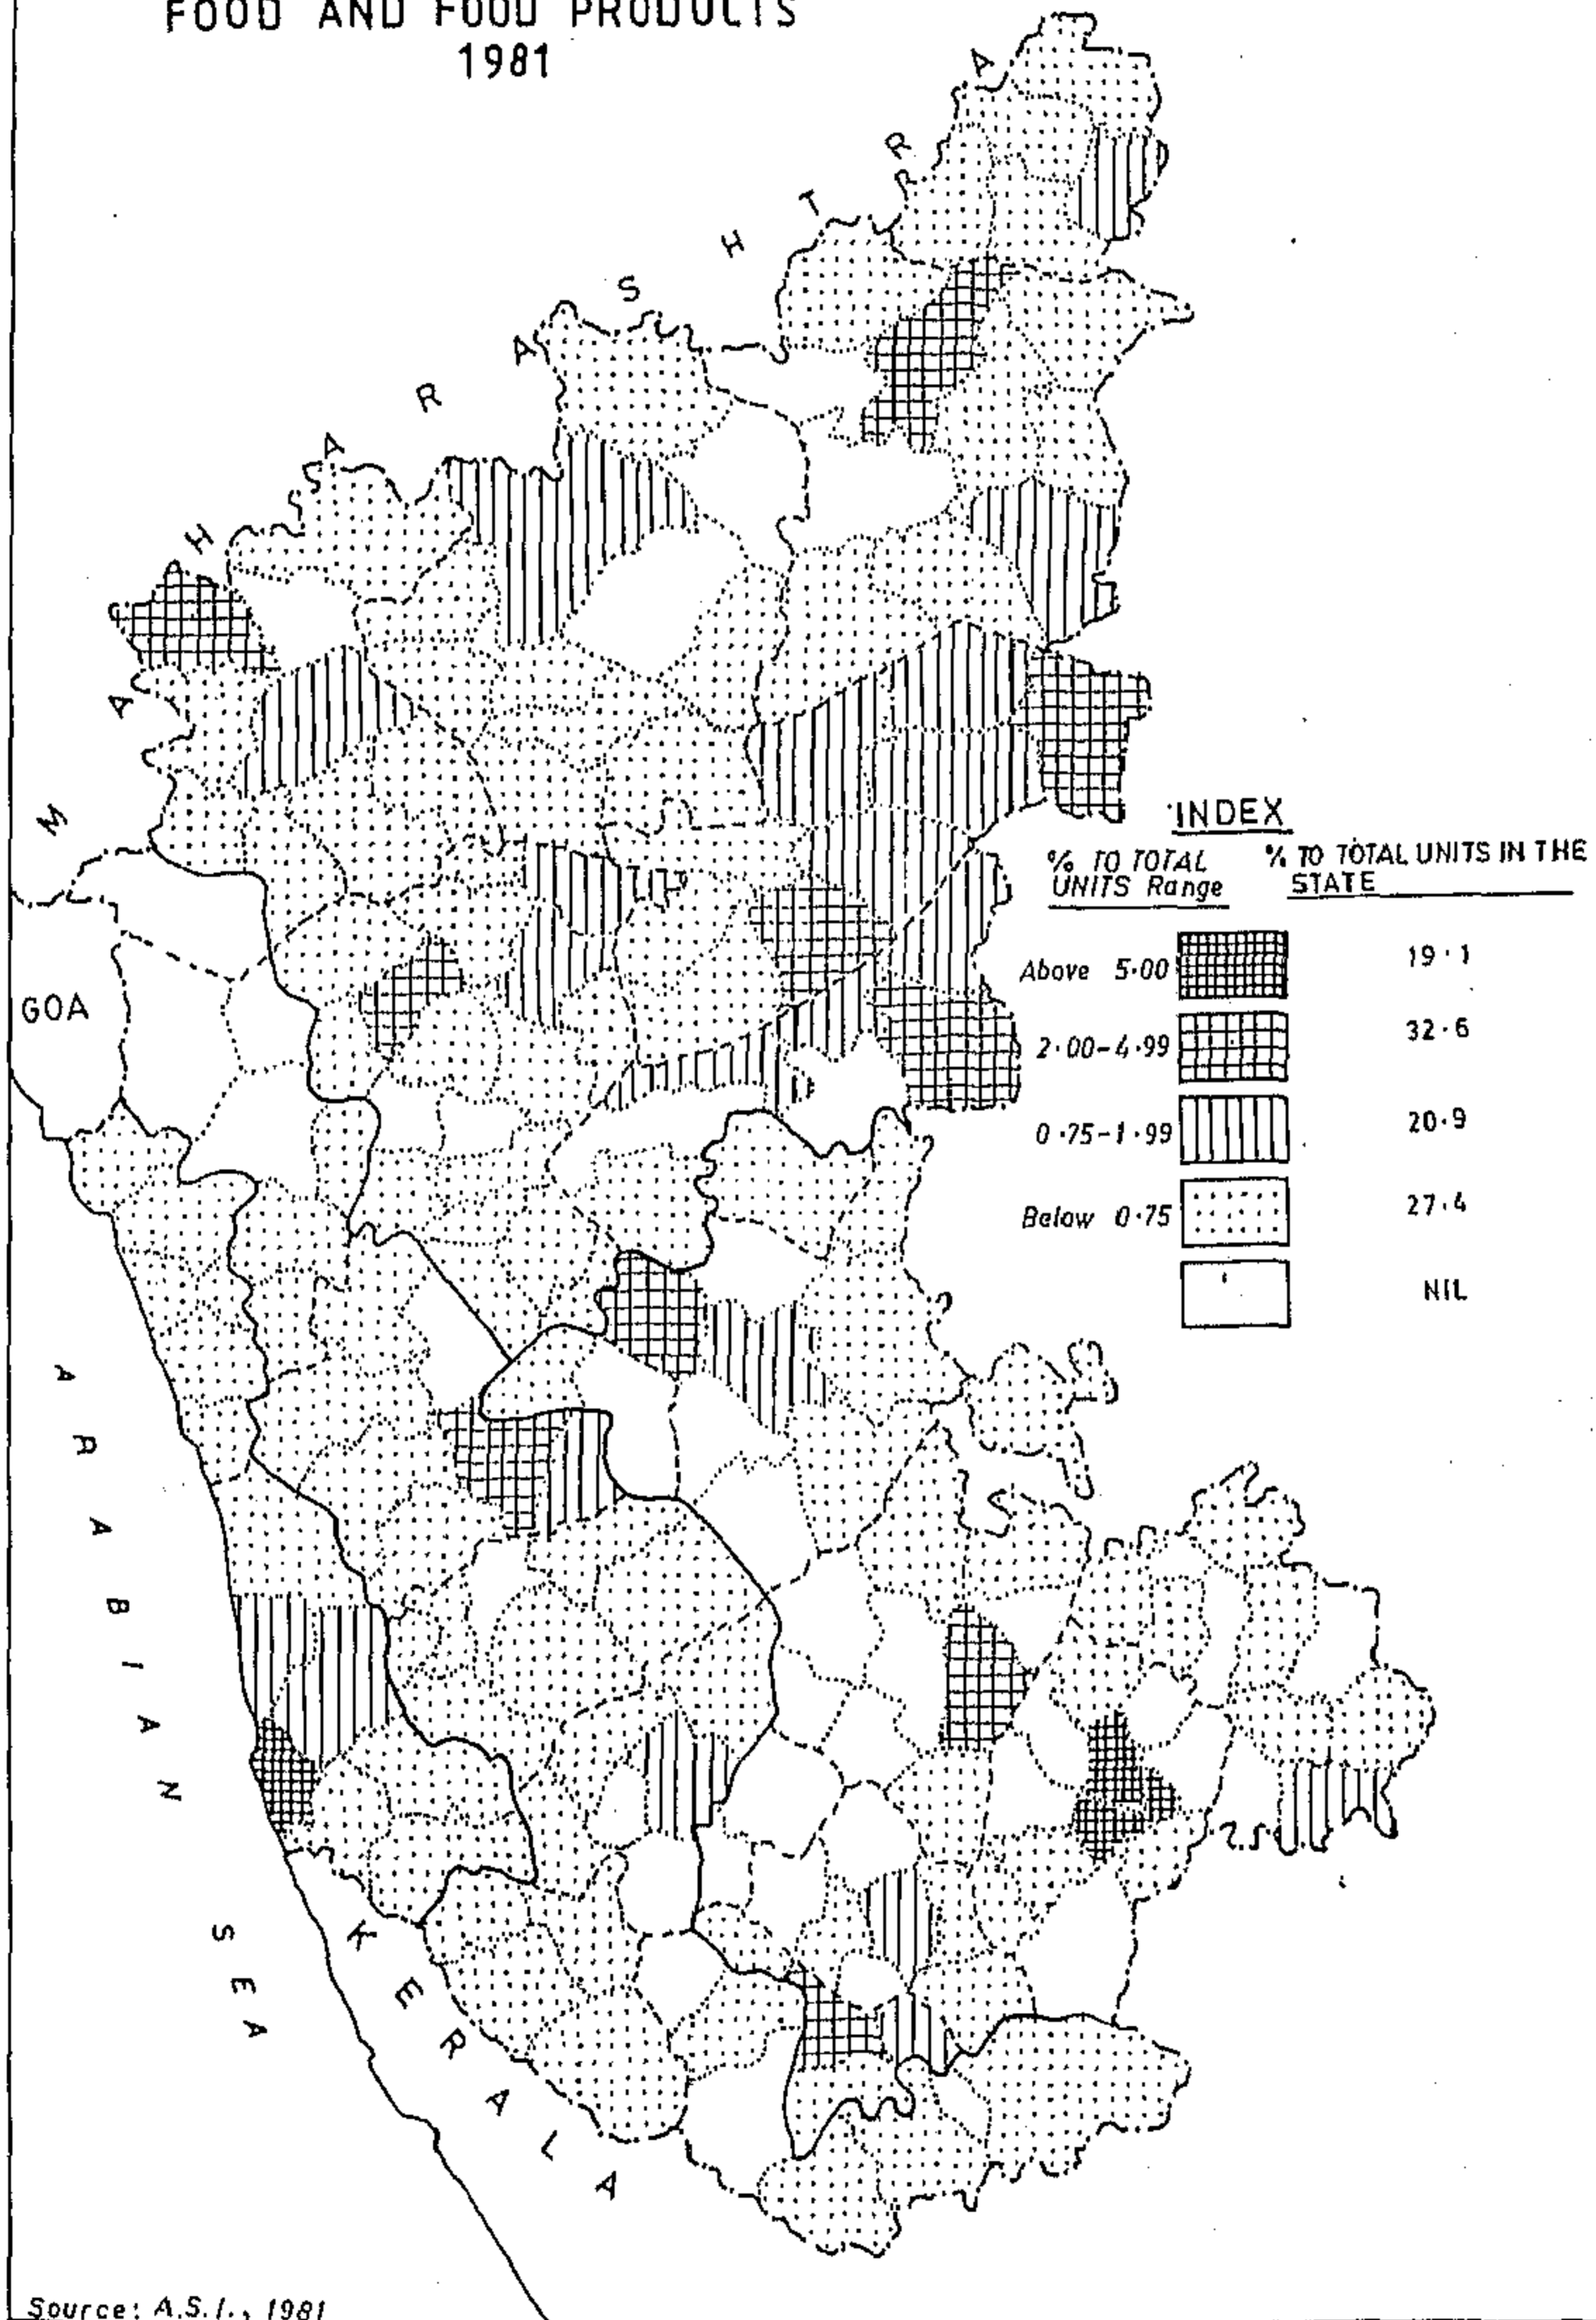 FOOD AND FOOD PRODUCTS
1981
MAHARASHTRA
GOA
ARABIAN SEA
KERALA
INDEX
% TO TOTAL UNITS Range
% TO TOTAL UNITS IN THE STATE
Above 5.00 19.1
2.00-4.99 32.6
0.75-1.99 20.9
Below 0.75 27.4
NIL
Source: A.S.I., 1981